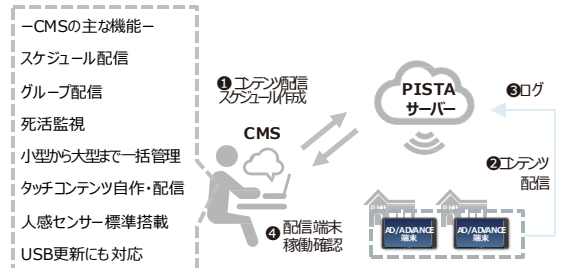 －CMSの主な機能－
スケジュール配信
グループ配信
死活監視
小型から大型まで一括管理
タッチコンテンツ自作・配信
人感センサー標準搭載
USB更新にも対応
❶コンテンツ配信
スケジュール作成
CMS
PISTA
サーバー
❸ログ
❷コンテンツ
配信
❹配信端末
稼働確認
AD/ADVANCE
端末
AD/ADVANCE
端末